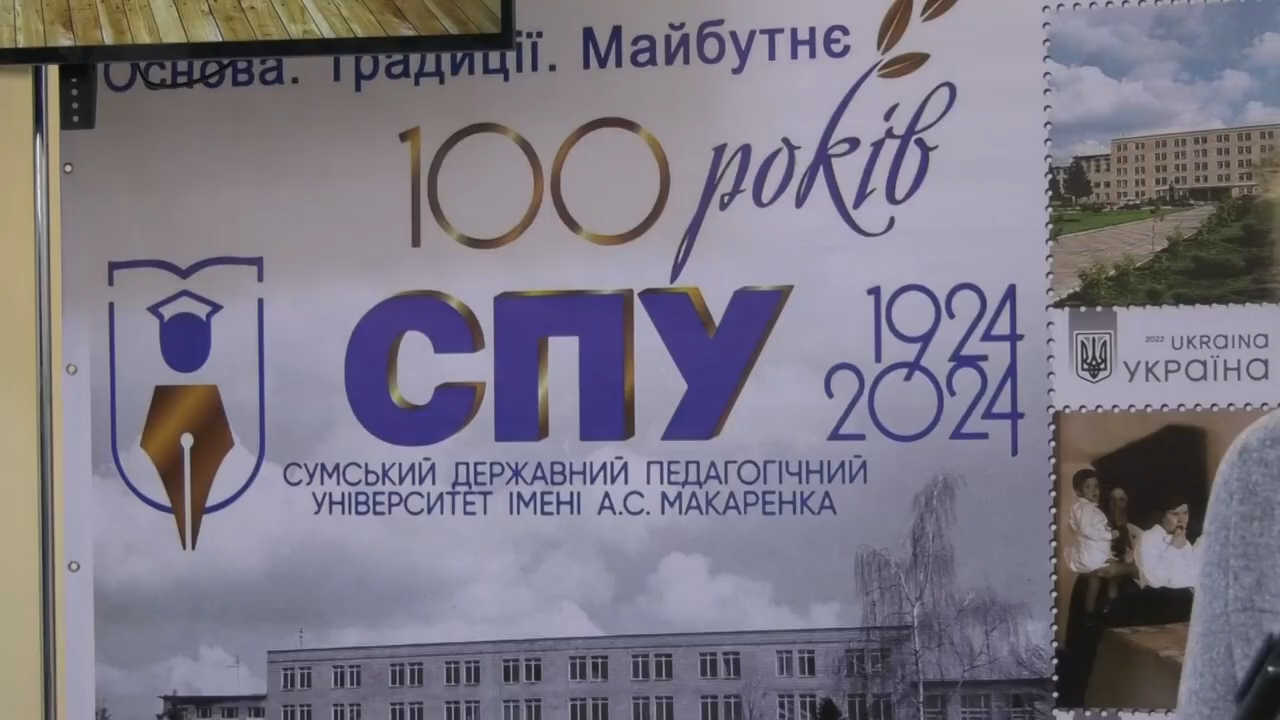 Основа. Традиції. Майбутнє
100 років
СПУ
1924
2024
СУМСЬКИЙ ДЕРЖАВНИЙ ПЕДАГОГІЧНИЙ
УНІВЕРСИТЕТ ІМЕНІ А.С. МАКАРЕНКА
2022 UKRAINA
УКРАЇНА